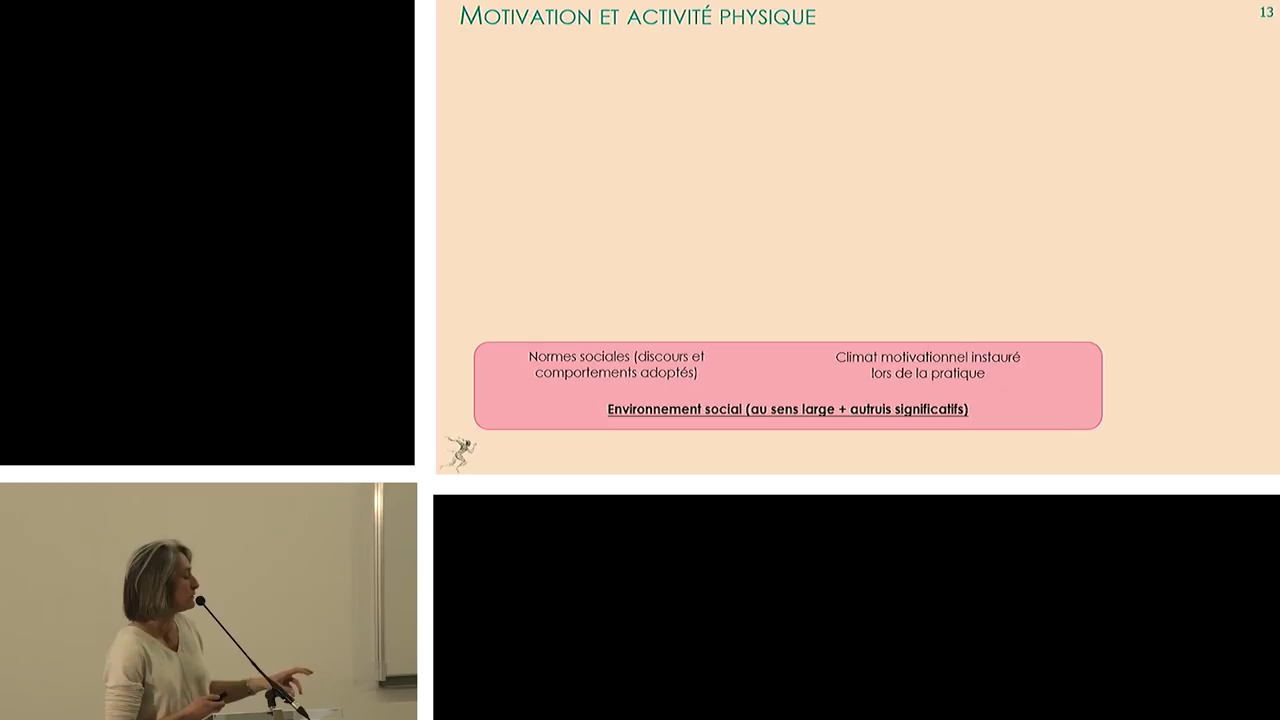 MOTIVATION ET ACTIVITÉ PHYSIQUE
13
Normes sociales (discours et
comportements adoptés)
Climat motivationnel instauré
lors de la pratique
Environnement social (au sens large + autruis significatifs)